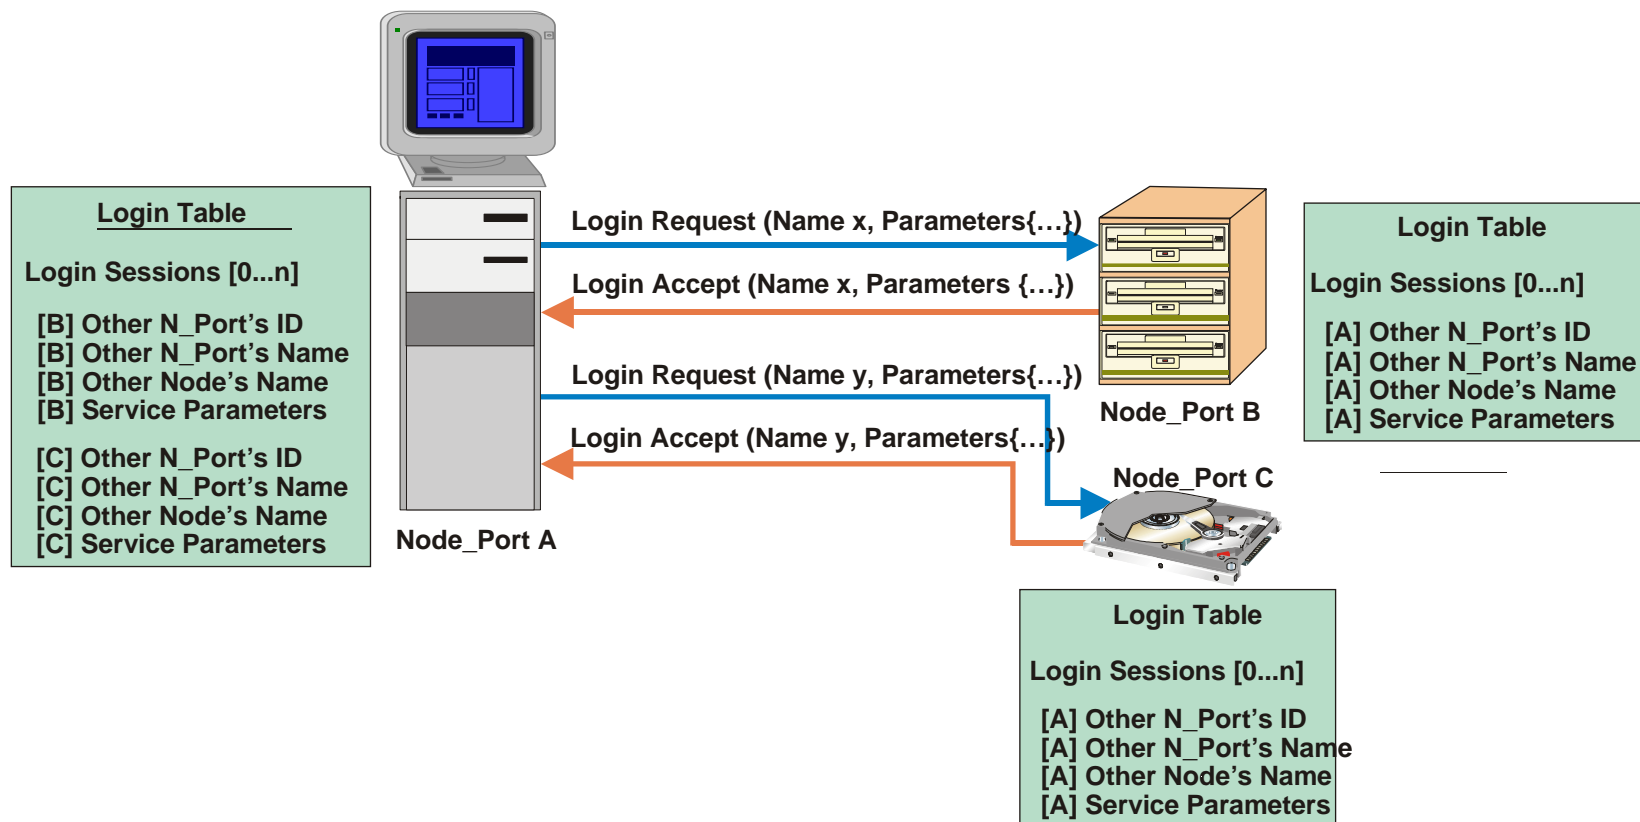 Login Table
Login Sessions [0...n]
[B] Other N_Port’s ID
[B] Other N_Port’s Name
[B] Other Node’s Name
[B] Service Parameters
[C] Other N_Port’s ID
[C] Other N_Port’s Name
[C] Other Node’s Name
[C] Service Parameters
Node_Port A
Login Request (Name x, Parameters{…})
Login Accept (Name x, Parameters {…})
Login Request (Name y, Parameters{…})
Login Accept (Name y, Parameters{…})
Node_Port B
Node_Port C
Login Table
Login Sessions [0...n]
[A] Other N_Port’s ID
[A] Other N_Port’s Name
[A] Other Node’s Name
[A] Service Parameters
Login Table
Login Sessions [0...n]
[A] Other N_Port’s ID
[A] Other N_Port’s Name
[A] Other Node’s Name
[A] Service Parameters